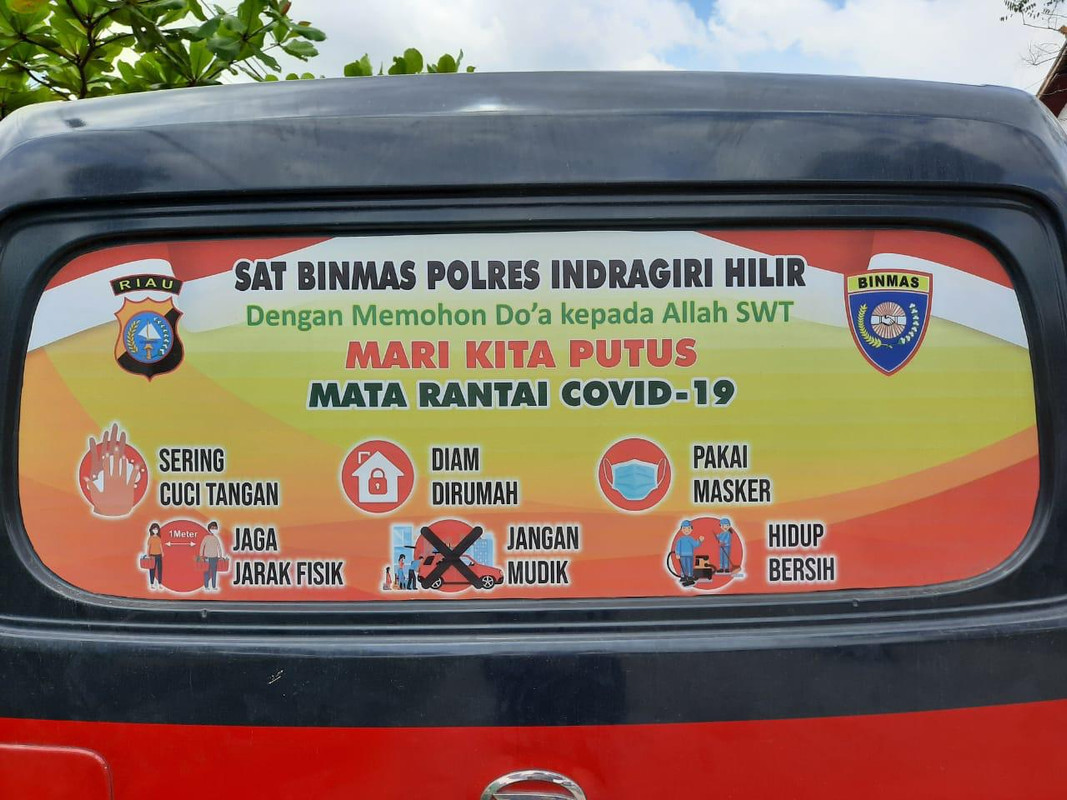 SAT BINMAS POLRES INDRAGIRI HILIR
RIAU
BINMAS
Dengan Memohon Do'a kepada Allah SWT
MARI KITA PUTUS
MATA RANTAI COVID-19
SERING
CUCI TANGAN
DIAM
DIRUMAH
PAKAI
MASKER
1Meter
JAGA
JARAK FISIK
JANGAN
MUDIK
HIDUP
BERSIH